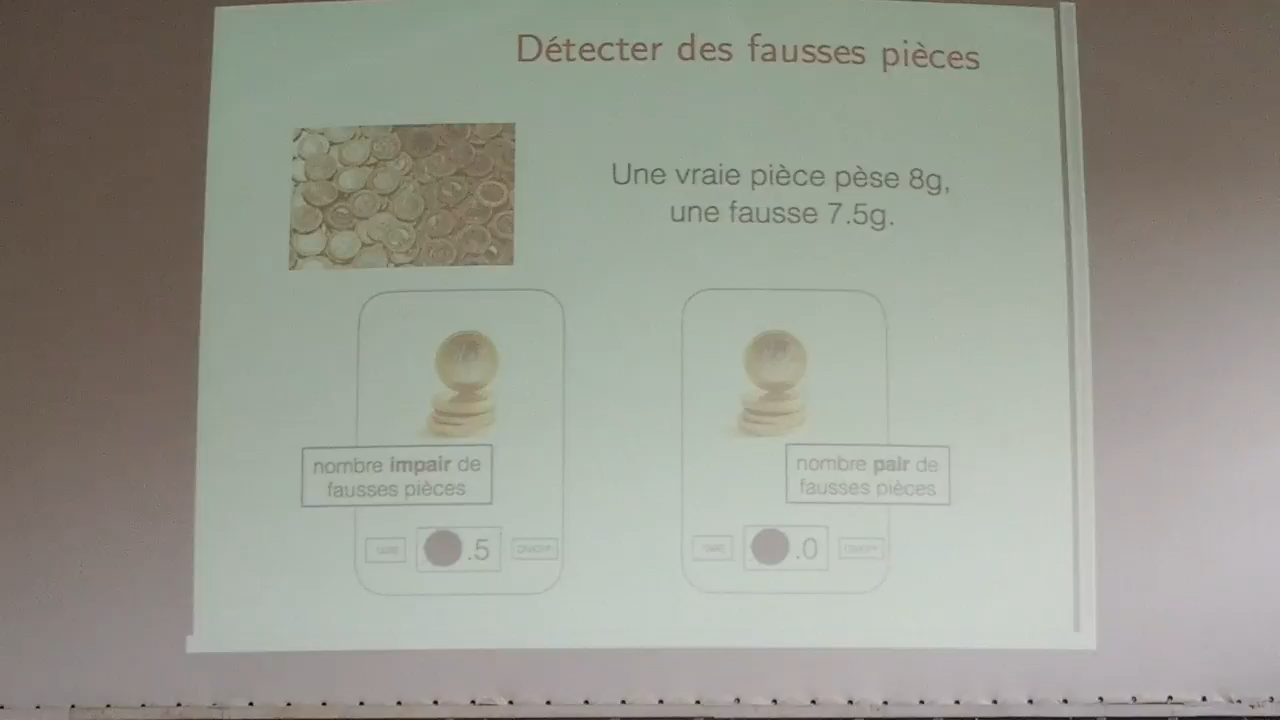 Détecter des fausses pièces
Une vraie pièce pèse 8g,
une fausse 7.5g.
nombre impair de
fausses pièces
.5
nombre pair de
fausses pièces
.0